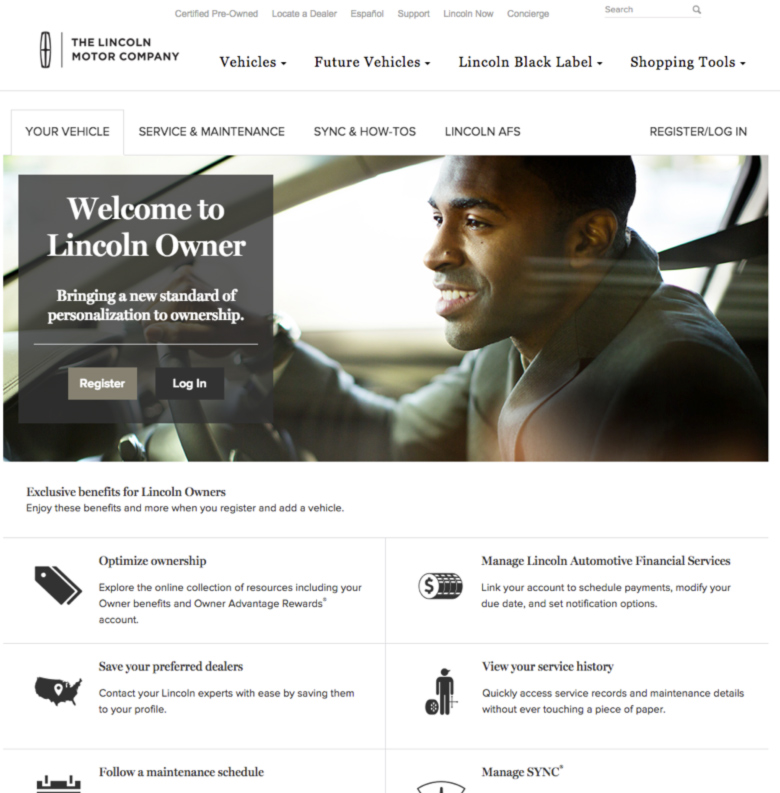 Certified Pre-Owned Locate a Dealer Español Support Lincoln Now Concierge Search
THE LINCOLN
MOTOR COMPANY
Vehicles Future Vehicles Lincoln Black Label Shopping Tools
YOUR VEHICLE SERVICE & MAINTENANCE SYNC & HOW-TOS LINCOLN AFS REGISTER/LOG IN
Welcome to
Lincoln Owner
Bringing a new standard of
personalization to ownership.
Register Log In
Exclusive benefits for Lincoln Owners
Enjoy these benefits and more when you register and add a vehicle.
Optimize ownership
Explore the online collection of resources including your
Owner benefits and Owner Advantage Rewards®
account.
Manage Lincoln Automotive Financial Services
Link your account to schedule payments, modify your
due date, and set notification options.
Save your preferred dealers
Contact your Lincoln experts with ease by saving them
to your profile.
View your service history
Quickly access service records and maintenance details
without ever touching a piece of paper.
Follow a maintenance schedule
Manage SYNC®